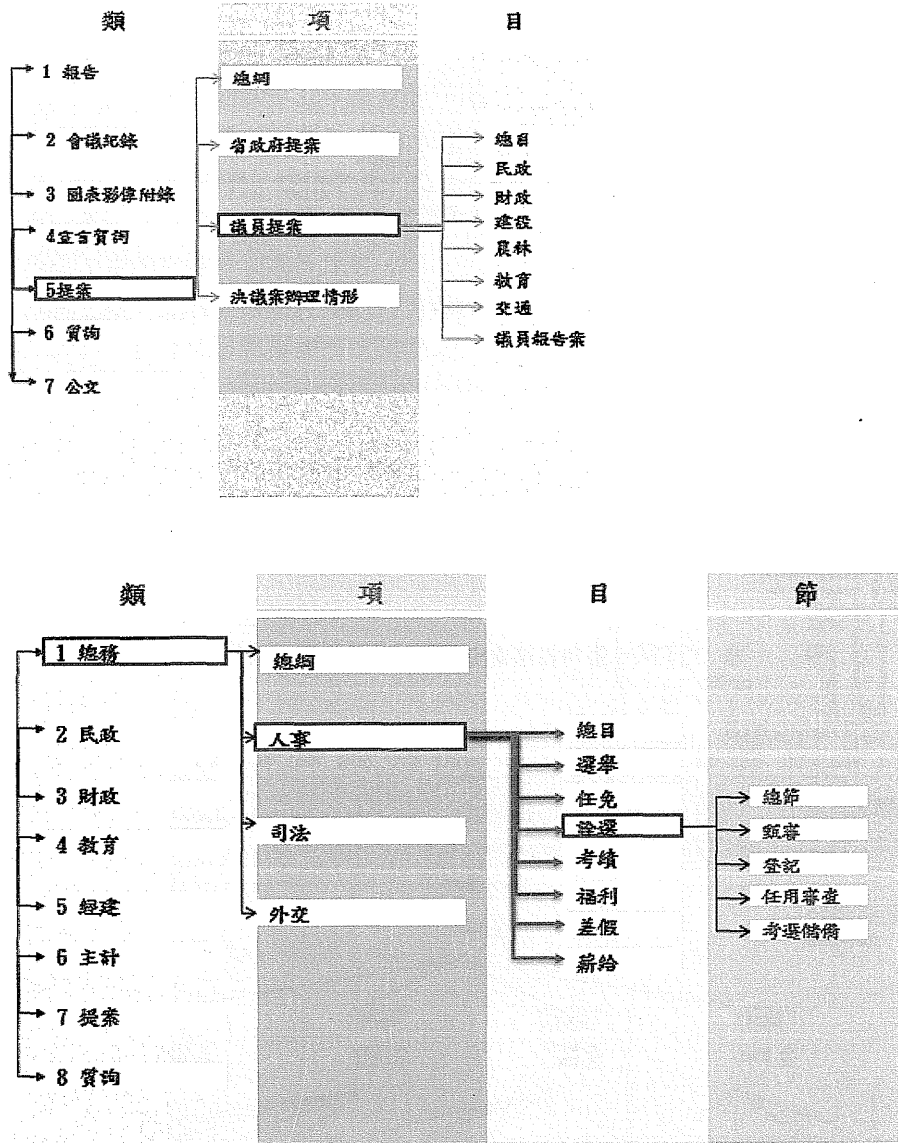 類 項 目
1 報告
2 會議紀錄
3 圖表影像附錄
4宣言質詢
5提案
6 質詢
7 公文
總綱
省政府提案
議員提案
決議案辦理情形
總目
民政
財政
建設
農林
教育
交通
議員報告案
類 項 目 節
1 總務
2 民政
3 財政
4 教育
5 經建
6 主計
7 提案
8 質詢
總綱
人事
司法
外交
總目
選舉
任免
詮選
考績
福利
差假
薪給
總節
甄審
登記
任用審查
考選儲備